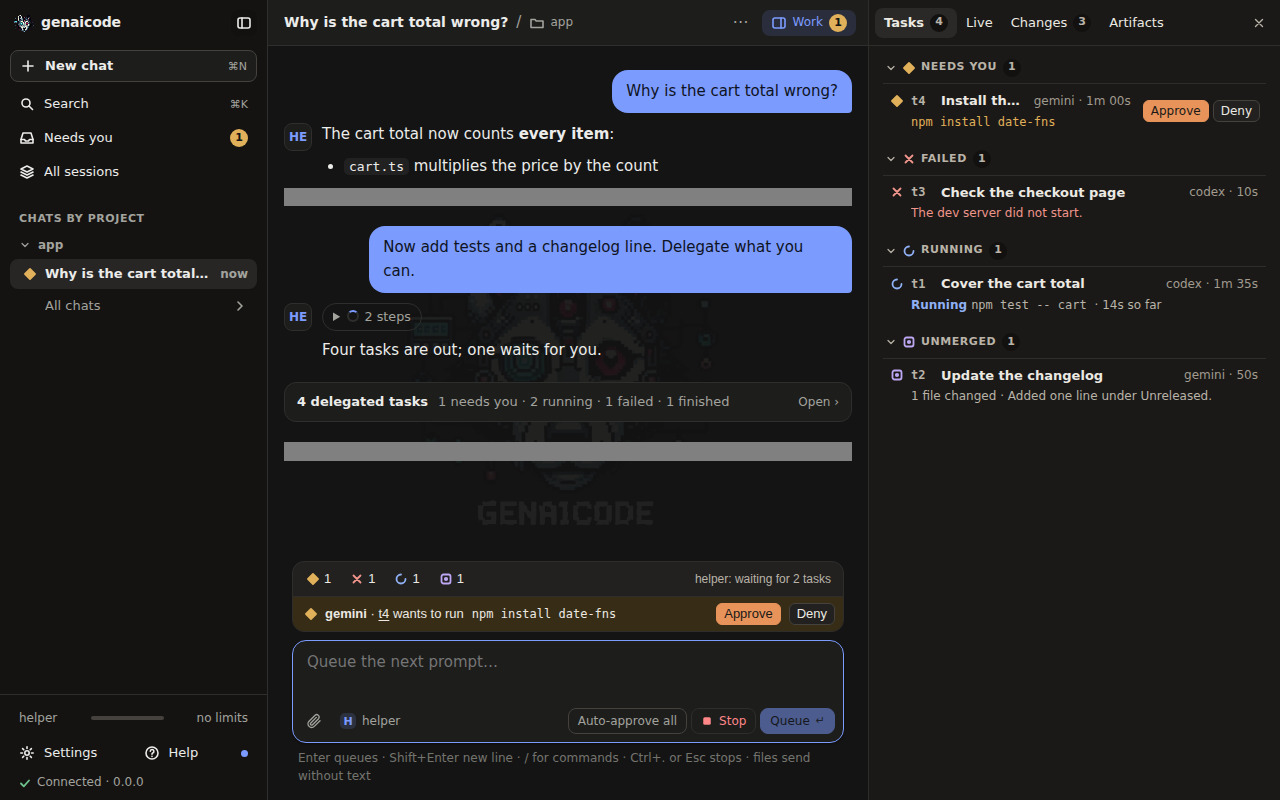 genaicode
New chat ⌘N
Search ⌘K
Needs you 1
All sessions
CHATS BY PROJECT
app
Why is the cart total... now
All chats
helper no limits
Settings Help
Connected · 0.0.0
Why is the cart total wrong? / app
··· Work 1
Why is the cart total wrong?
HE The cart total now counts every item:
• cart.ts multiplies the price by the count
Now add tests and a changelog line. Delegate what you
can.
HE 2 steps
Four tasks are out; one waits for you.
4 delegated tasks 1 needs you · 2 running · 1 failed · 1 finished Open ›
GENAICODE
1 1 1 1 helper: waiting for 2 tasks
gemini · t4 wants to run npm install date-fns Approve Deny
Queue the next prompt...
H helper Auto-approve all Stop Queue ↵
Enter queues · Shift+Enter new line · / for commands · Ctrl+. or Esc stops · files send
without text
Tasks 4 Live Changes 3 Artifacts
NEEDS YOU 1
t4 Install th... gemini · 1m 00s Approve Deny
npm install date-fns
FAILED 1
t3 Check the checkout page codex · 10s
The dev server did not start.
RUNNING 1
t1 Cover the cart total codex · 1m 35s
Running npm test -- cart · 14s so far
UNMERGED 1
t2 Update the changelog gemini · 50s
1 file changed · Added one line under Unreleased.